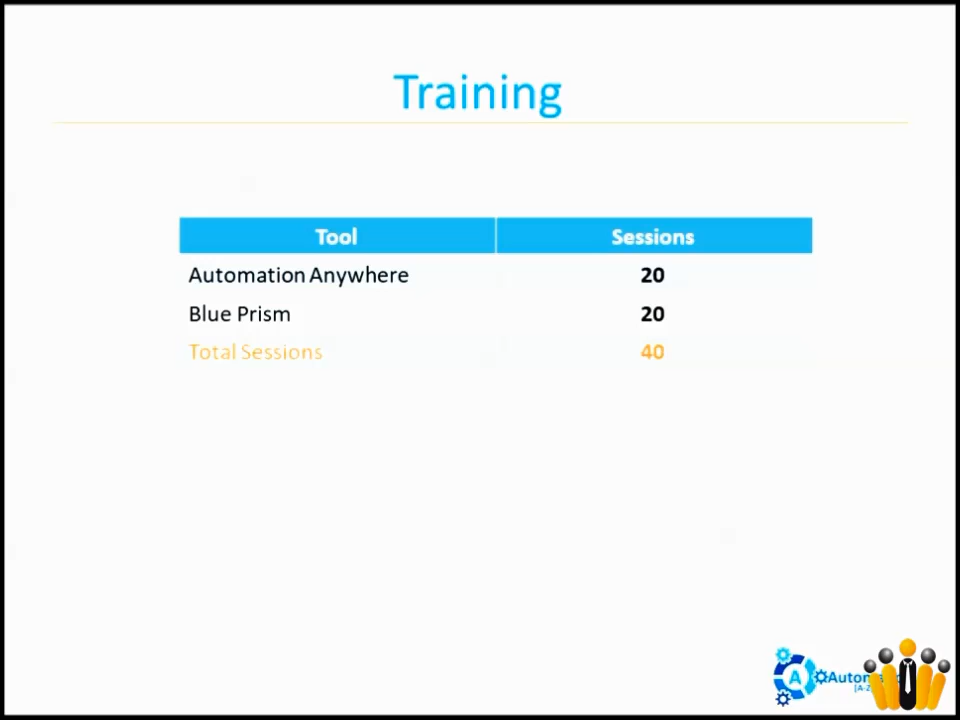 Training
Tool Sessions
Automation Anywhere 20
Blue Prism 20
Total Sessions 40
A